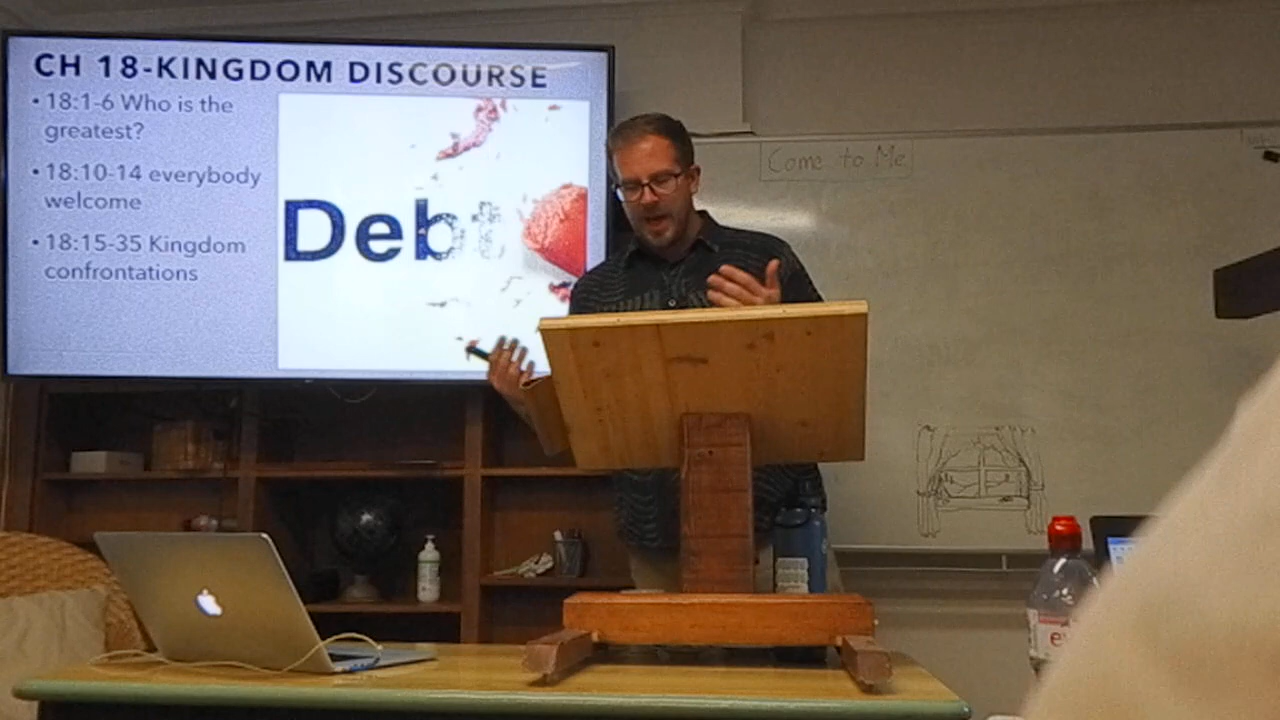 CH 18-KINGDOM DISCOURSE
• 18:1-6 Who is the
greatest?
• 18:10-14 everybody
welcome
• 18:15-35 Kingdom
confrontations
Debt
Come to Me